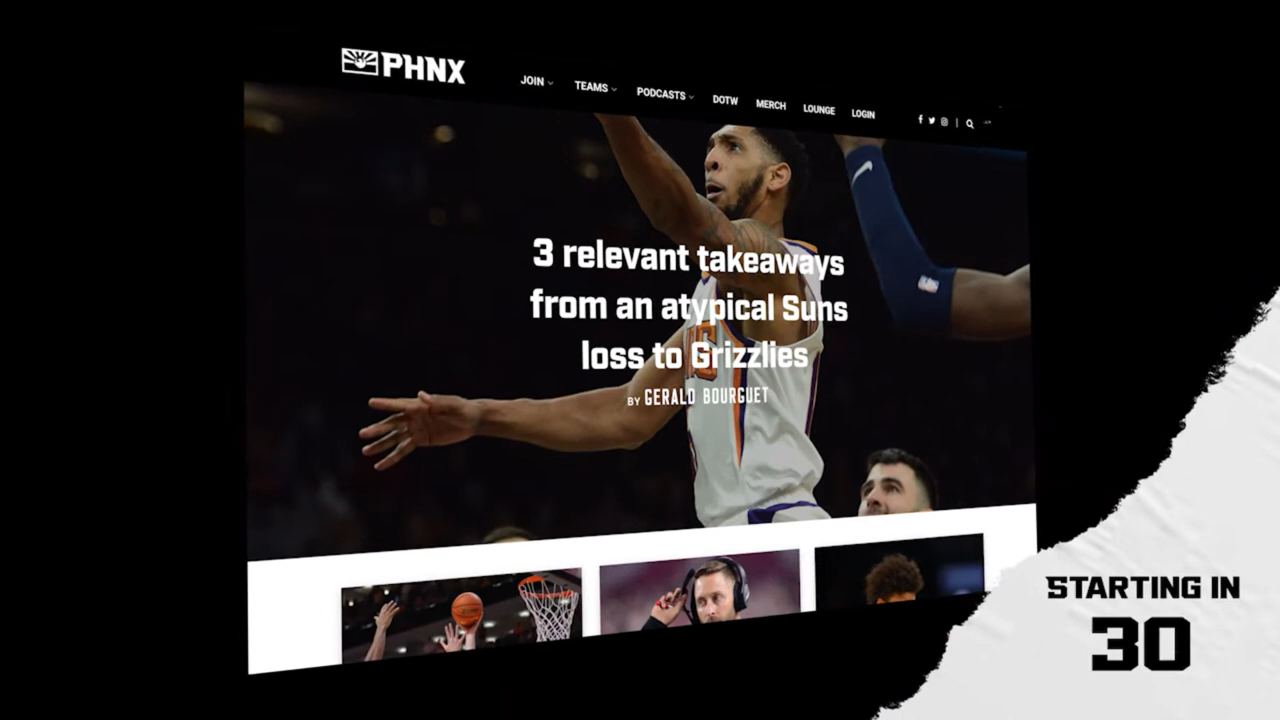 PHNX
JOIN
TEAMS
PODCASTS
DOTW
MERCH
LOUNGE
LOGIN
3 relevant takeaways
from an atypical Suns
loss to Grizzlies
BY GERALD BOURGUET
STARTING IN
30